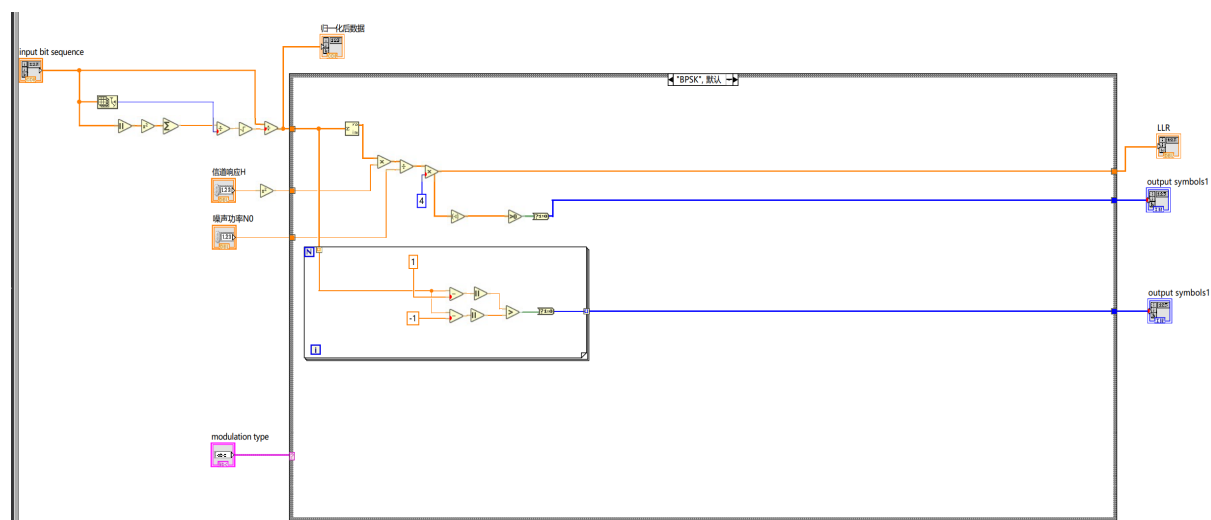 归一化后数据
input bit sequence
"BPSK", 默认
LLR
信道响应H
output symbols1
4
噪声功率N0
N
1
output symbols1
-1
i
modulation type